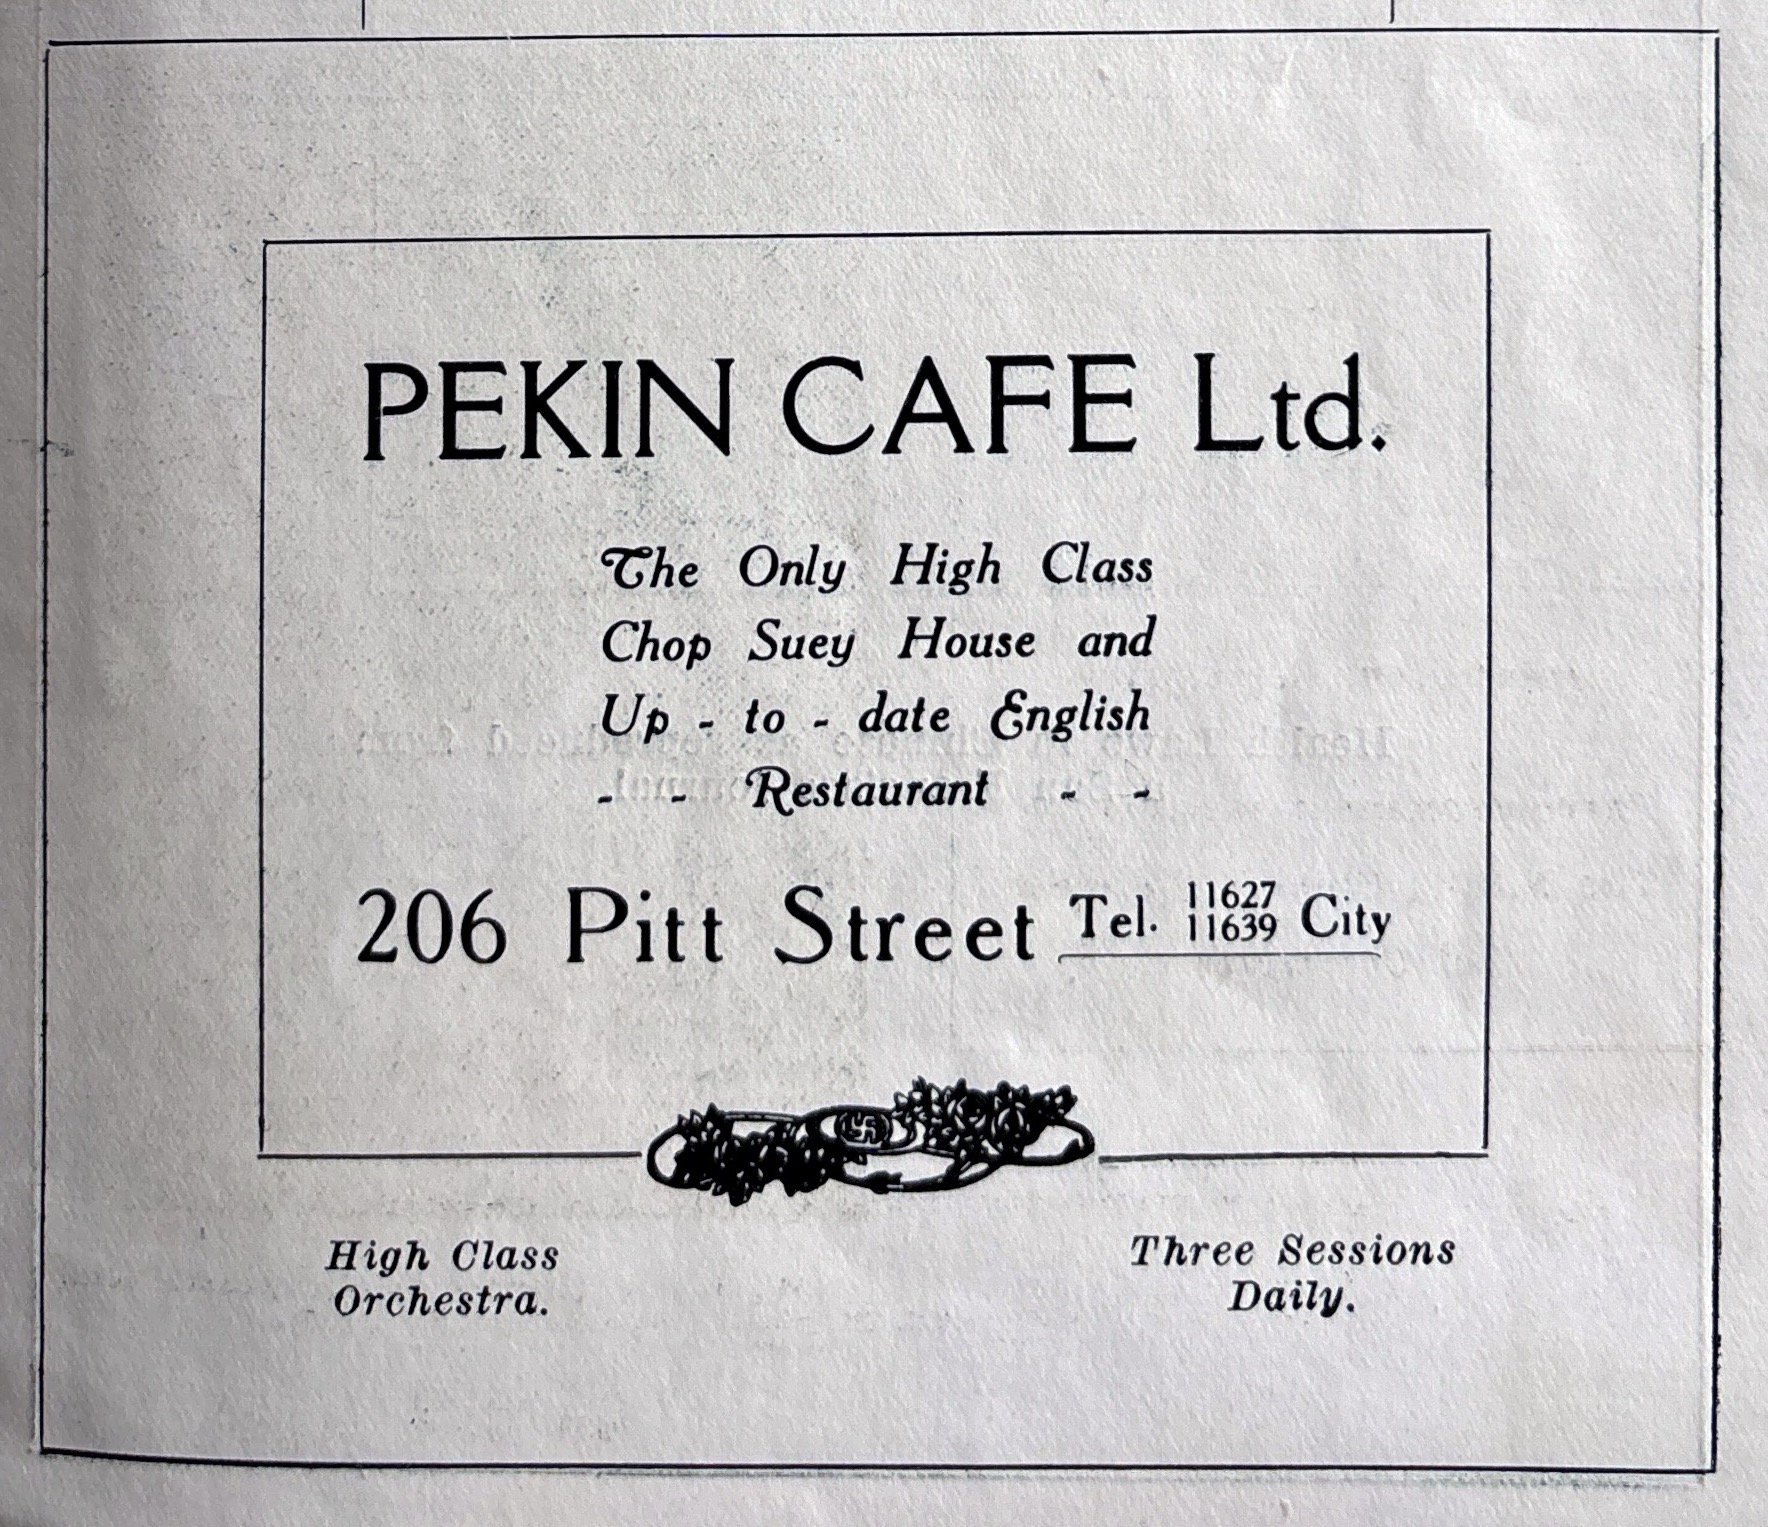 PEKIN CAFE Ltd.
The Only High Class
Chop Suey House and
Up - to - date English
- - Restaurant - -
206 Pitt Street Tel. 11627 11639 City
High Class
Orchestra.
Three Sessions
Daily.